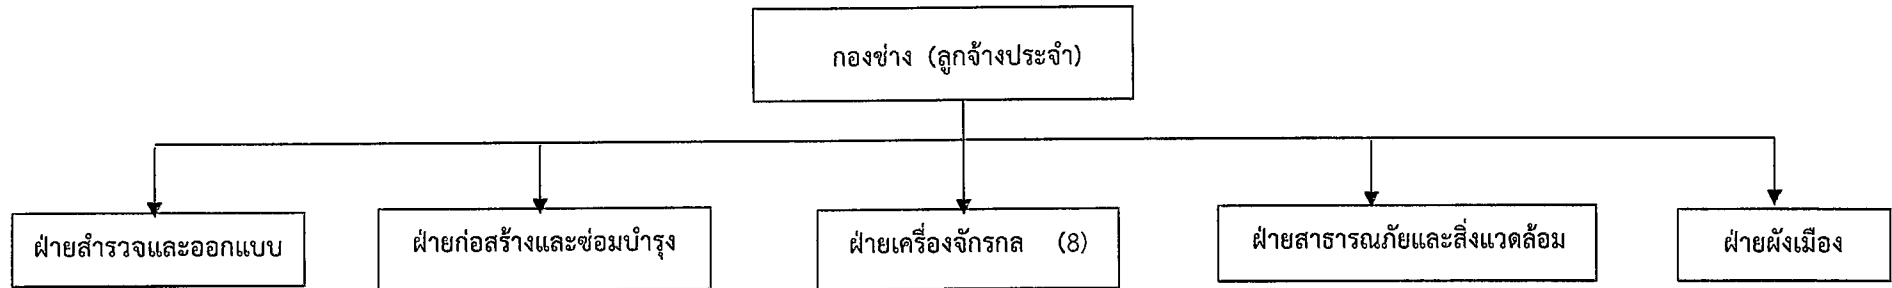 กองช่าง (ลูกจ้างประจำ)
ฝ่ายสำรวจและออกแบบ
ฝ่ายก่อสร้างและซ่อมบำรุง
ฝ่ายเครื่องจักรกล (8)
ฝ่ายสาธารณภัยและสิ่งแวดล้อม
ฝ่ายผังเมือง